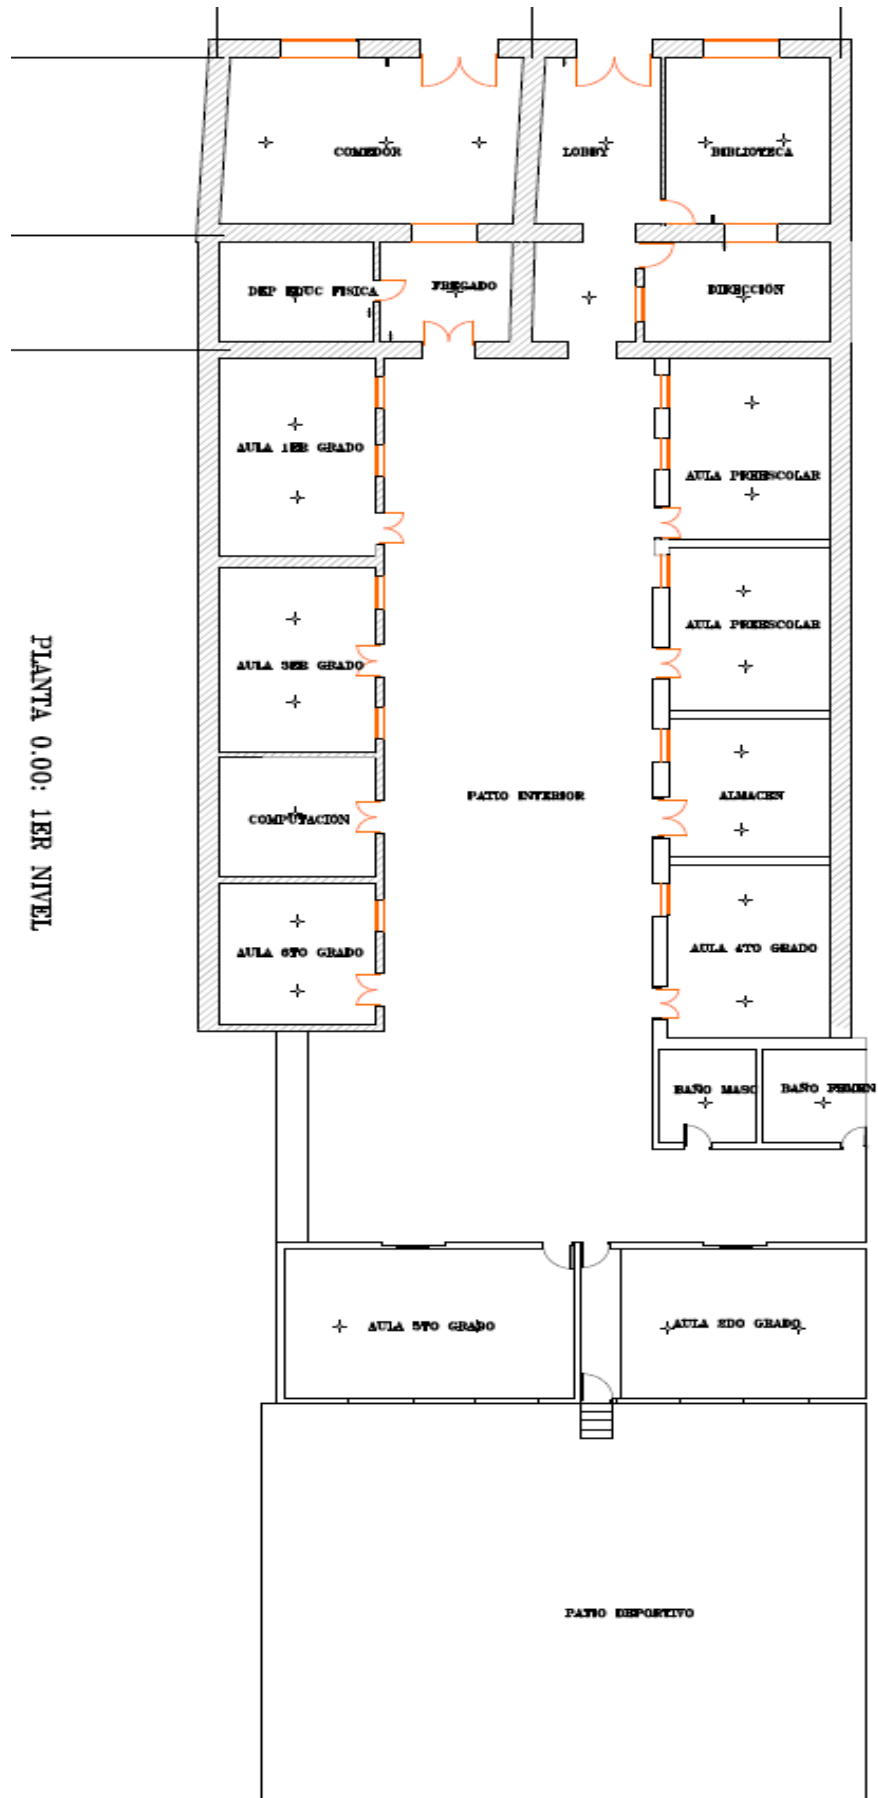 COMEDOR
LOBBY
BIBLIOTECA
DEP EDUC FISICA
FREGADO
DIRECCION
AULA 1ER GRADO
AULA PREESCOLAR
AULA PREESCOLAR
AULA 3ER GRADO
PLANTA 0.00: 1ER NIVEL
PATIO INTERIOR
ALMACEN
COMPUTACION
AULA 6TO GRADO
AULA 4TO GRADO
BAÑO MASC
BAÑO FEMEN
AULA 5TO GRADO
AULA 2DO GRADO
PATIO DEPORTIVO